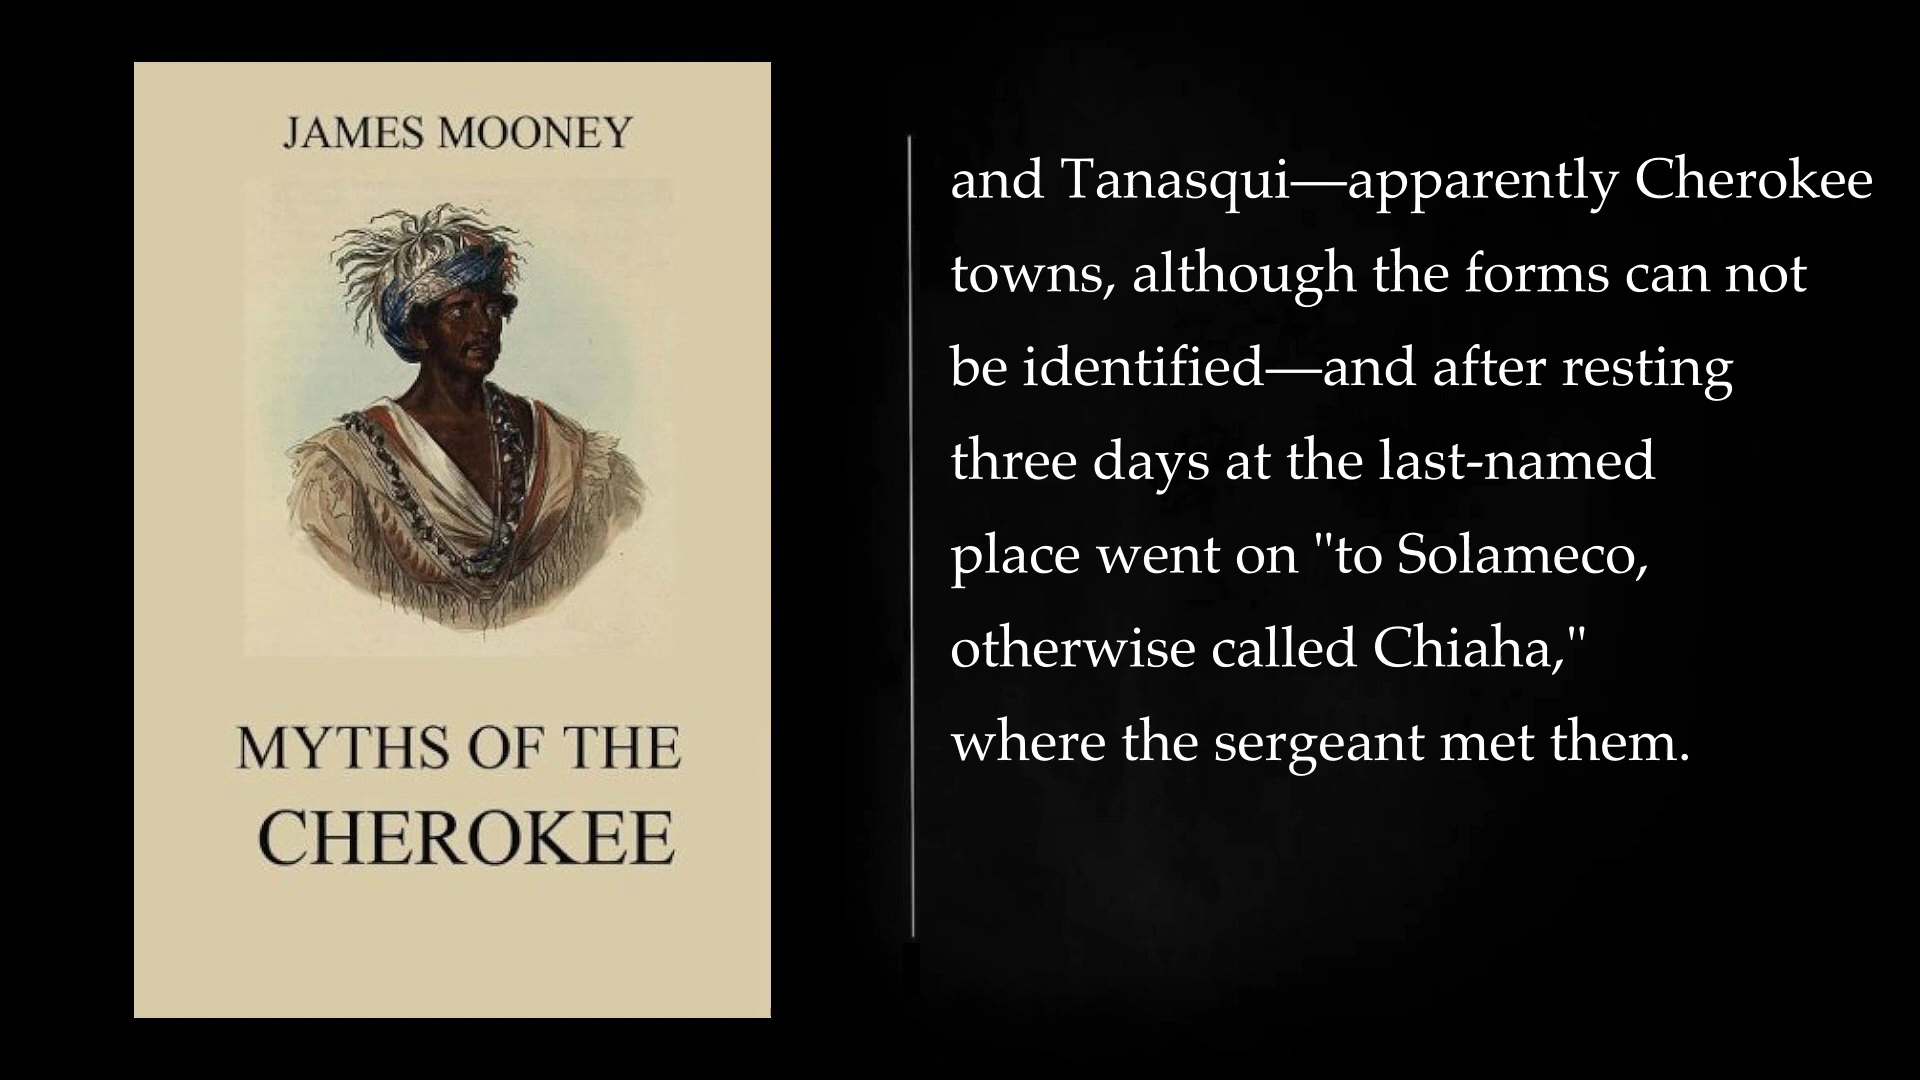 JAMES MOONEY
MYTHS OF THE
CHEROKEE
and Tanasqui—apparently Cherokee
towns, although the forms can not
be identified—and after resting
three days at the last-named
place went on "to Solameco,
otherwise called Chiaha,"
where the sergeant met them.